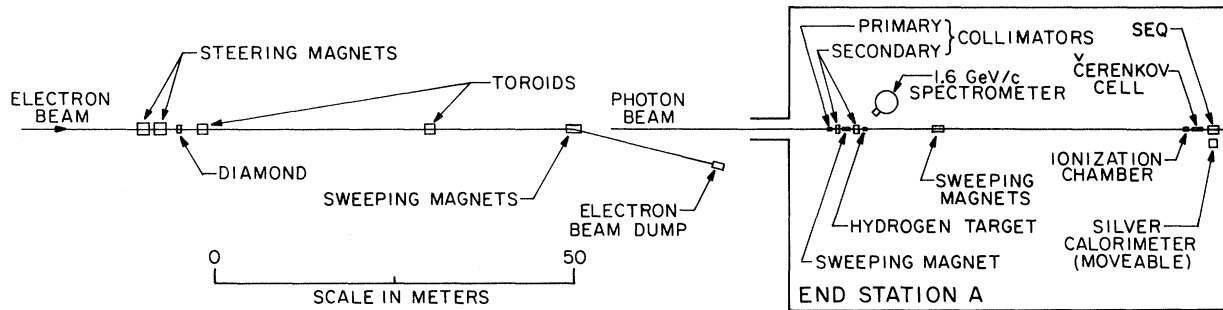 STEERING MAGNETS
ELECTRON
BEAM
DIAMOND
TOROIDS
SWEEPING MAGNETS
PHOTON
BEAM
ELECTRON
BEAM DUMP
0
50
SCALE IN METERS
PRIMARY
SECONDARY
COLLIMATORS
1.6 GeV/c
SPECTROMETER
SEQ
ČERENKOV
CELL
IONIZATION
CHAMBER
SWEEPING
MAGNETS
HYDROGEN TARGET
SILVER
CALORIMETER
(MOVEABLE)
SWEEPING MAGNET
END STATION A